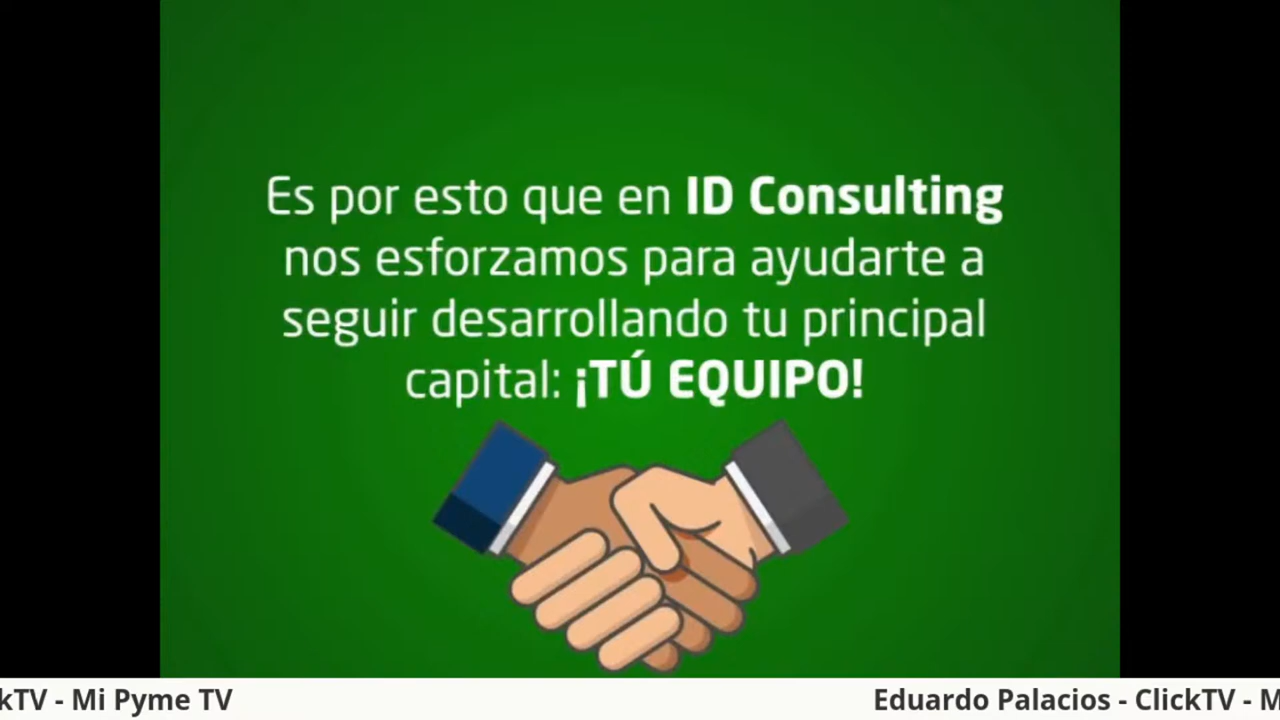 Es por esto que en ID Consulting
nos esforzamos para ayudarte a
seguir desarrollando tu principal
capital: ¡TÚ EQUIPO!
kTV - Mi Pyme TV
Eduardo Palacios - ClickTV - M